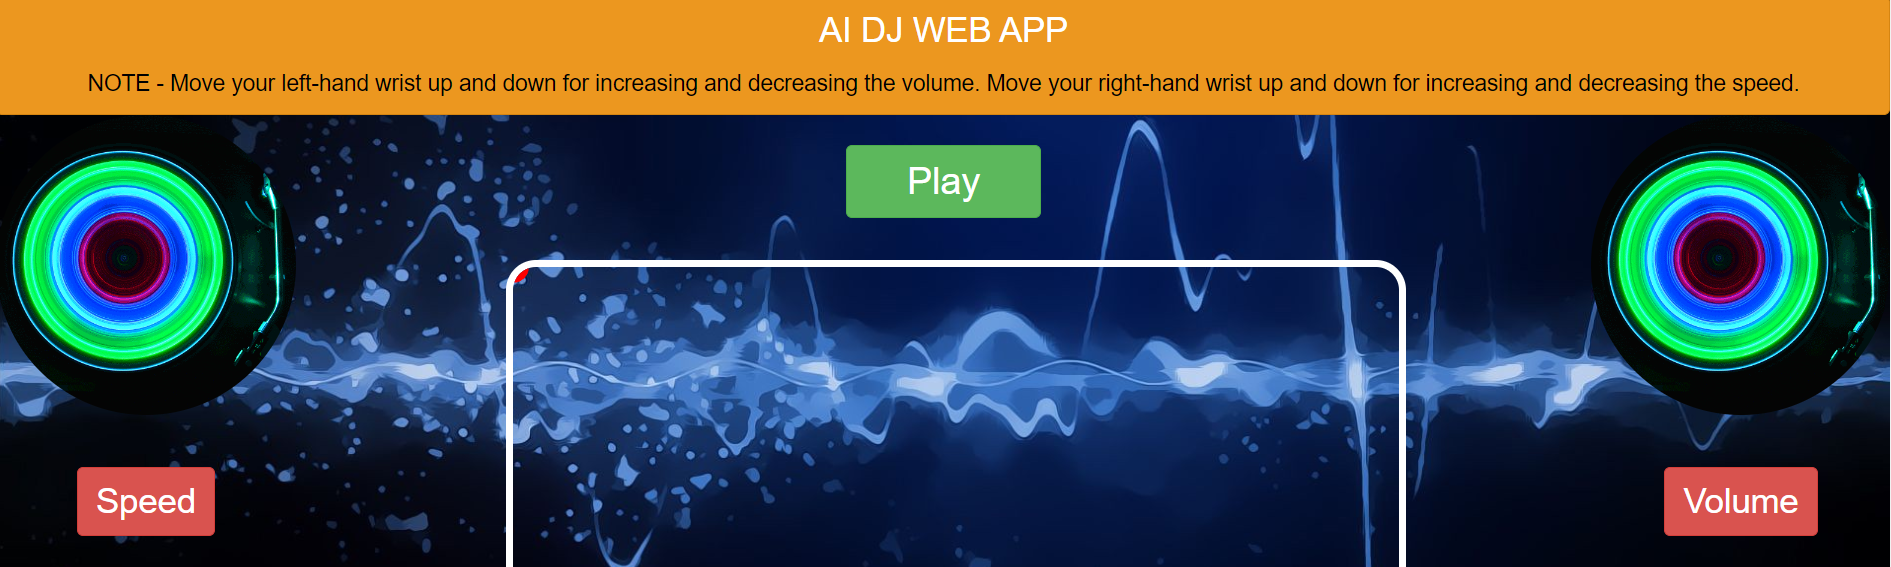 AI DJ WEB APP
NOTE - Move your left-hand wrist up and down for increasing and decreasing the volume. Move your right-hand wrist up and down for increasing and decreasing the speed.
Play
Speed
Volume